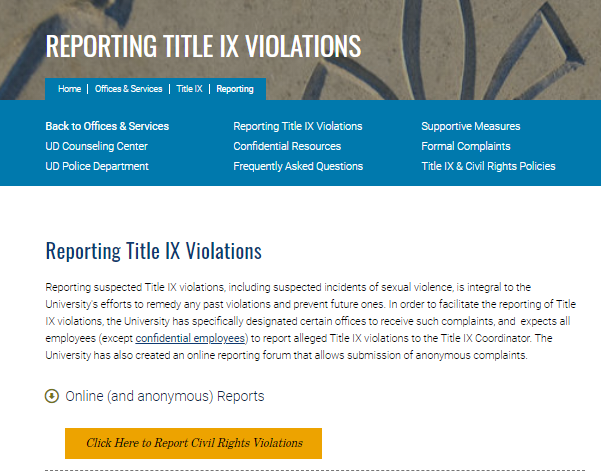 REPORTING TITLE IX VIOLATIONS
Home | Offices & Services | Title IX | Reporting
Back to Offices & Services
Reporting Title IX Violations
Supportive Measures
UD Counseling Center
Confidential Resources
Formal Complaints
UD Police Department
Frequently Asked Questions
Title IX & Civil Rights Policies
Reporting Title IX Violations
Reporting suspected Title IX violations, including suspected incidents of sexual violence, is integral to the
University's efforts to remedy any past violations and prevent future ones. In order to facilitate the reporting of Title
IX violations, the University has specifically designated certain offices to receive such complaints, and expects all
employees (except confidential employees) to report alleged Title IX violations to the Title IX Coordinator. The
University has also created an online reporting forum that allows submission of anonymous complaints.
Online (and anonymous) Reports
Click Here to Report Civil Rights Violations